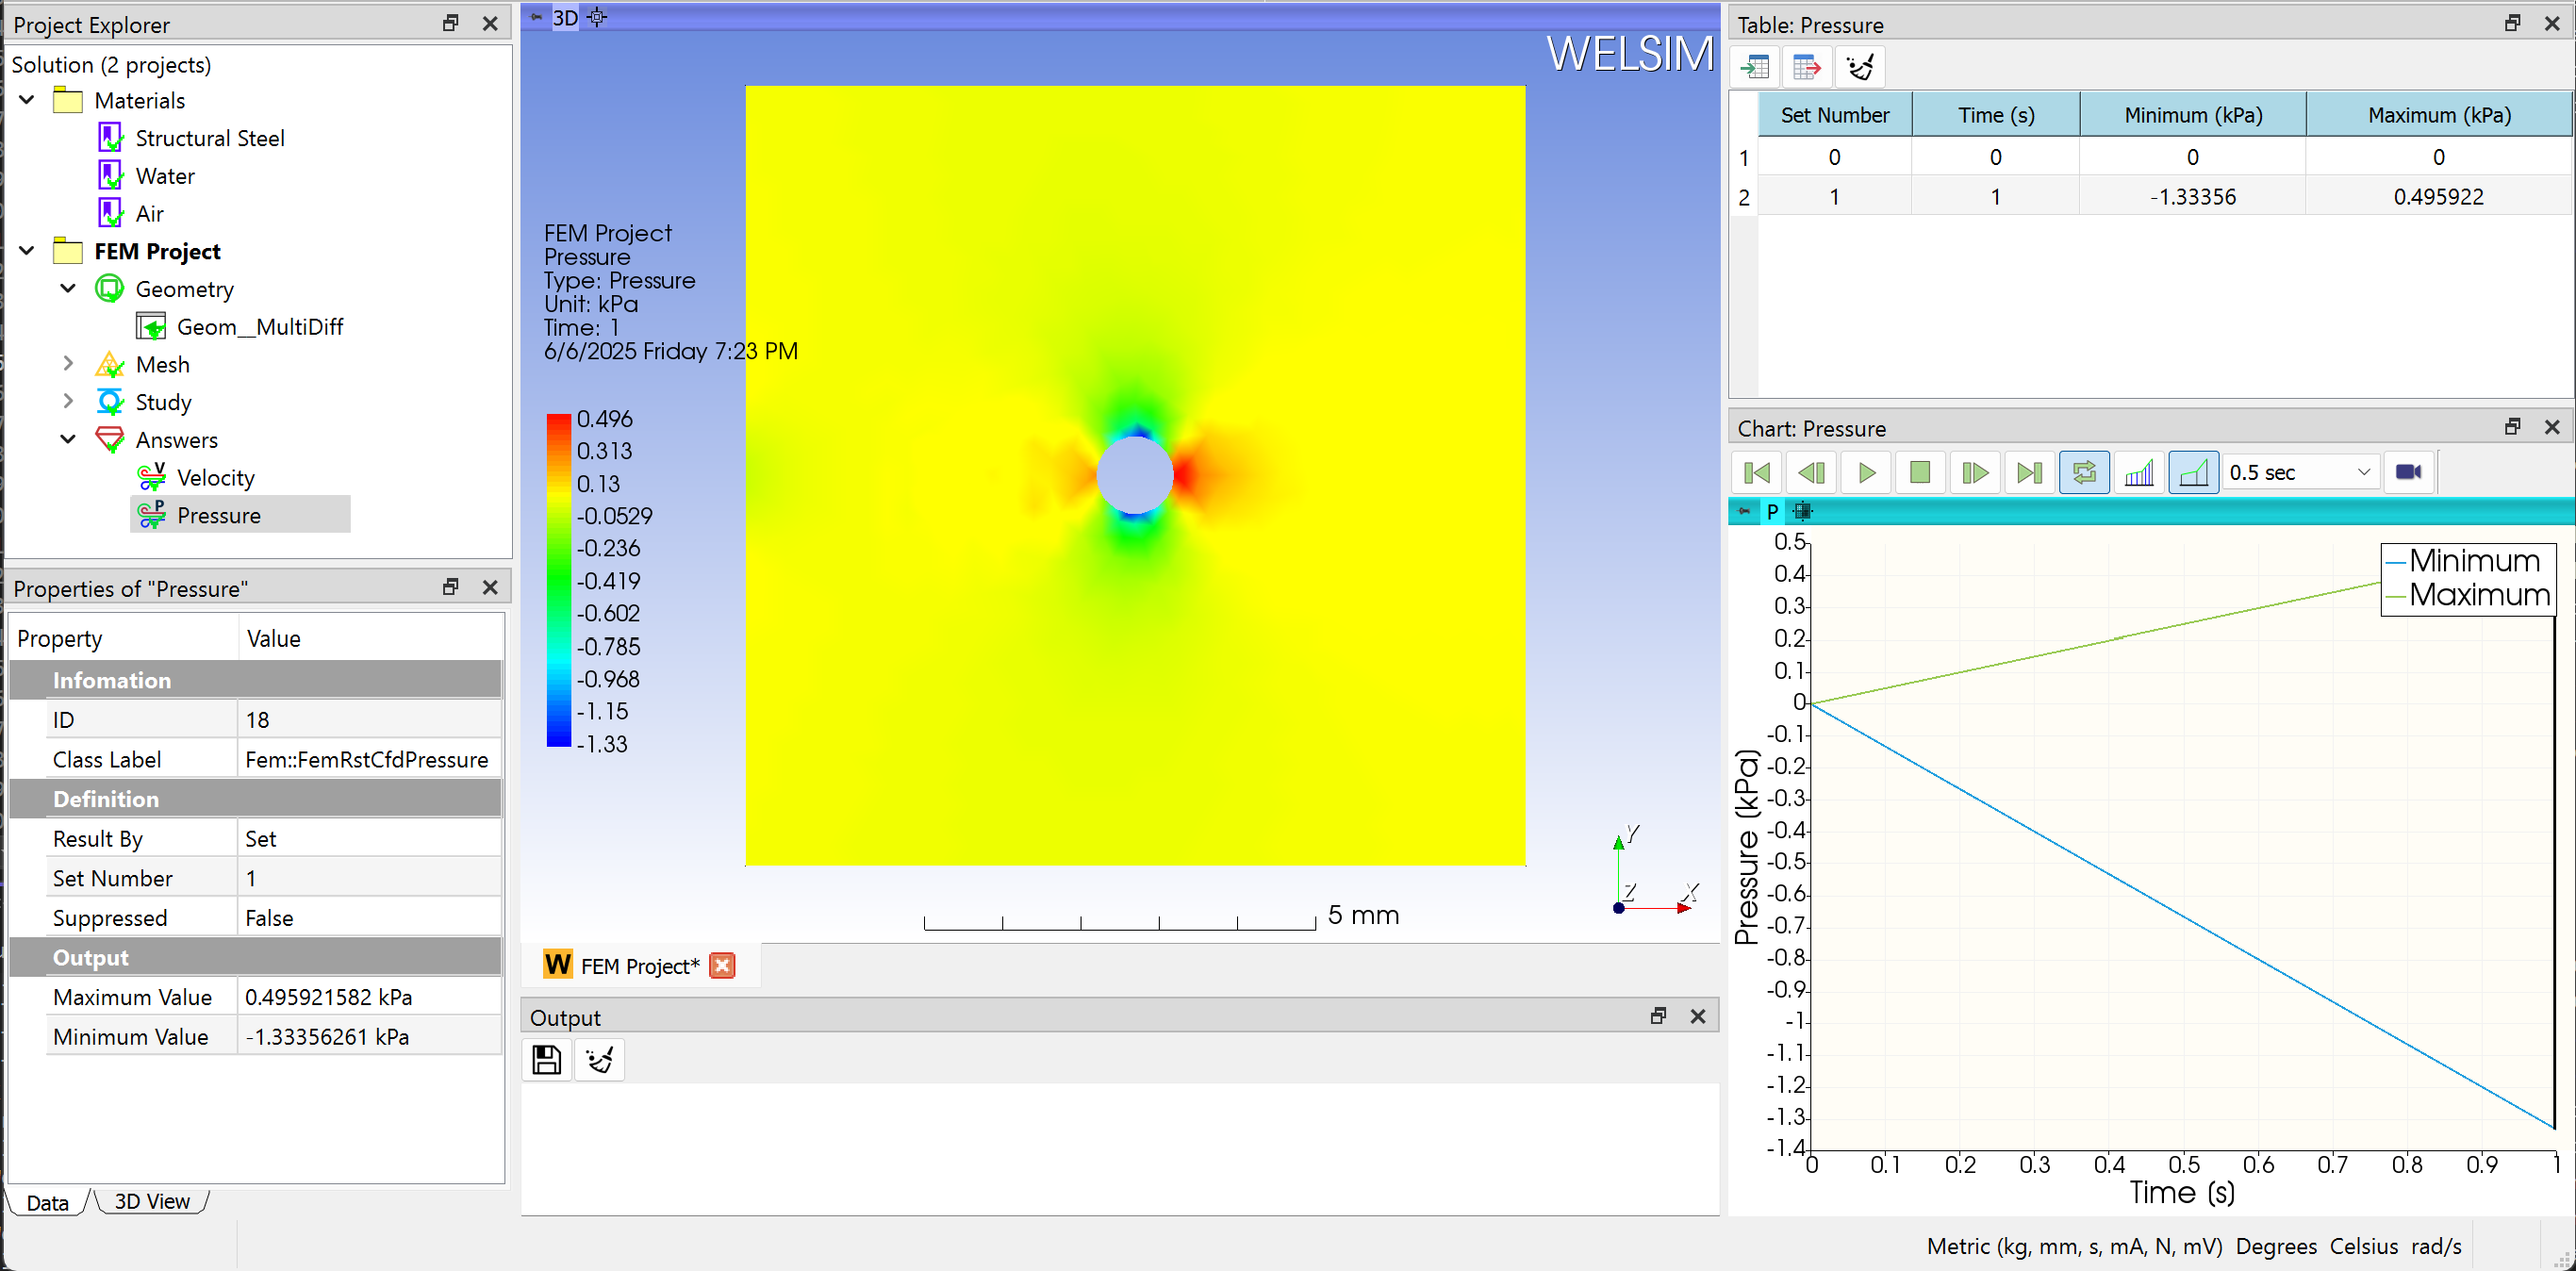 Project Explorer
Solution (2 projects)
Materials
Structural Steel
Water
Air
FEM Project
Geometry
Geom__MultiDiff
Mesh
Study
Answers
Velocity
Pressure
Properties of "Pressure"
Property Value
Infomation
ID 18
Class Label Fem::FemRstCfdPressure
Definition
Result By Set
Set Number 1
Suppressed False
Output
Maximum Value 0.495921582 kPa
Minimum Value -1.33356261 kPa
Data 3D View
3D
WELSIM
FEM Project
Pressure
Type: Pressure
Unit: kPa
Time: 1
6/6/2025 Friday 7:23 PM
0.496
0.313
0.13
-0.0529
-0.236
-0.419
-0.602
-0.785
-0.968
-1.15
-1.33
Y
Z X
5 mm
W FEM Project*
Output
Table: Pressure
Set Number Time (s) Minimum (kPa) Maximum (kPa)
1 0 0 0 0
2 1 1 -1.33356 0.495922
Chart: Pressure
0.5 sec
P
Minimum
Maximum
0.5
0.4
0.3
0.2
0.1
0
-0.1
-0.2
-0.3
-0.4
-0.5
-0.6
-0.7
-0.8
-0.9
-1
-1.1
-1.2
-1.3
-1.4
Pressure (kPa)
0 0.1 0.2 0.3 0.4 0.5 0.6 0.7 0.8 0.9 1
Time (s)
Metric (kg, mm, s, mA, N, mV) Degrees Celsius rad/s